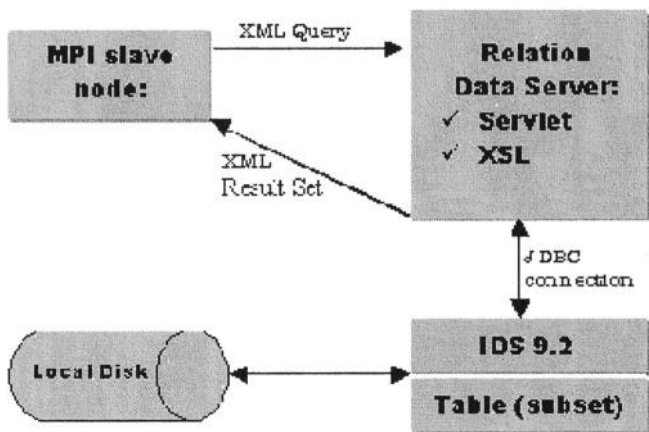 MPI slave
node:
XML Query
Relation
Data Server:
✓ Servlet
✓ XSL
XML
Result Set
JDBC
connection
Local Disk
IDS 9.2
Table (subset)